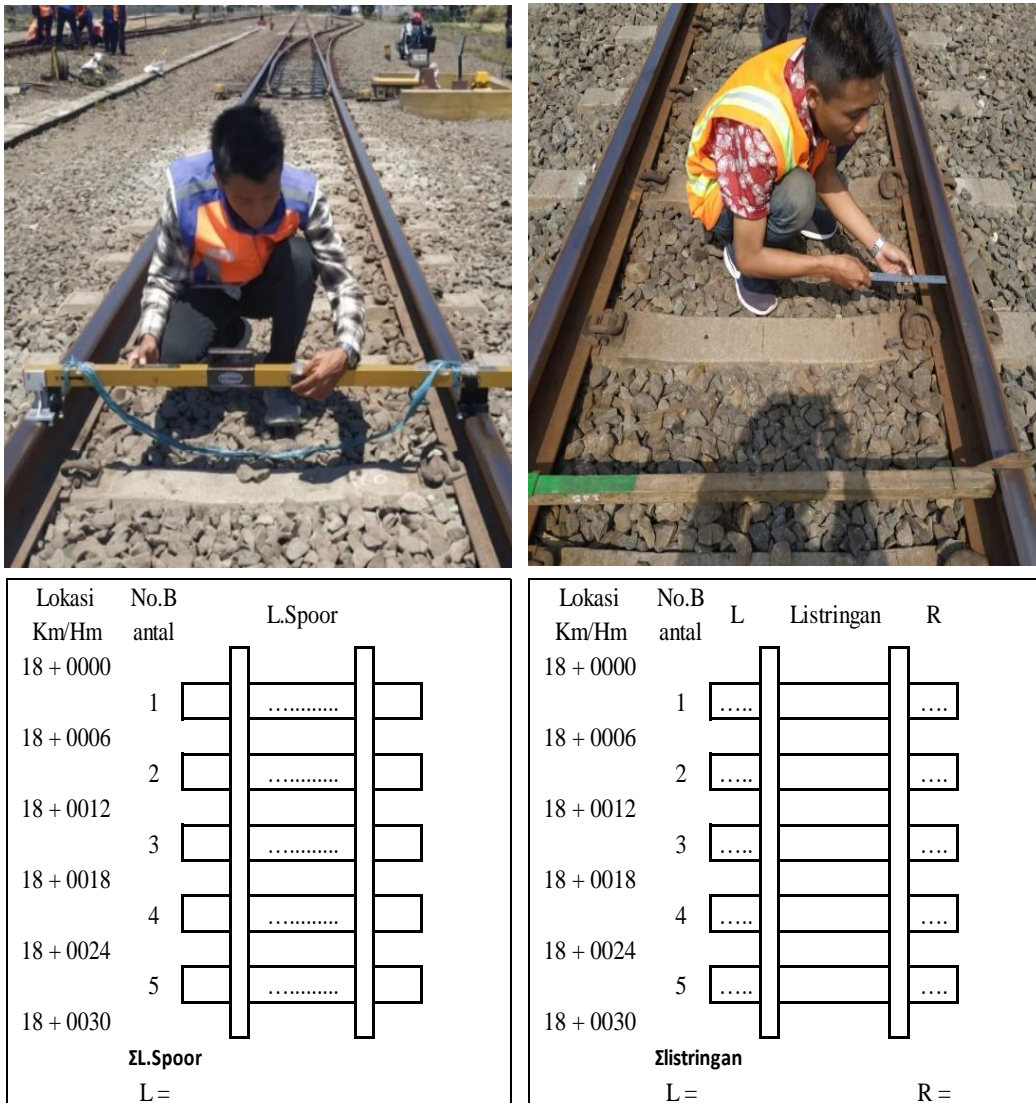 Lokasi No.B L.Spoor
Km/Hm antal
18 + 0000
1 ….........
18 + 0006
2 ….........
18 + 0012
3 ….........
18 + 0018
4 ….........
18 + 0024
5 ….........
18 + 0030
ΣL.Spoor
L =
Lokasi No.B L Listringan R
Km/Hm antal
18 + 0000
1 ….. ….
18 + 0006
2 ….. ….
18 + 0012
3 ….. ….
18 + 0018
4 ….. ….
18 + 0024
5 ….. ….
18 + 0030
Σlistringan
L = R =